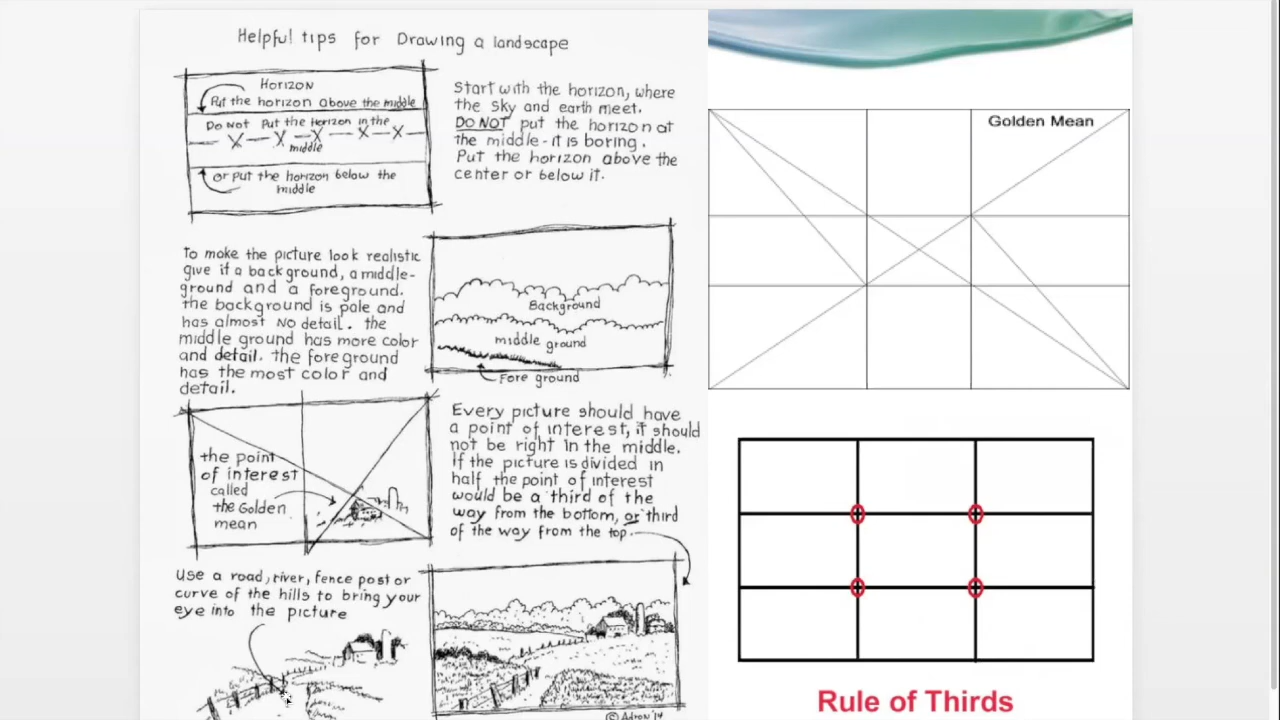 Helpful tips for Drawing a landscape
HORIZON
Put the horizon above the middle
Do Not Put the Horizon in the
middle
or put the horizon below the
middle
Start with the horizon, where
the sky and earth meet.
DO NOT put the horizon at
the middle - it is boring.
Put the horizon above the
center or below it.
To make the picture look realistic
give it a background, a middle-
ground and a foreground.
the background is pale and
has almost no detail. the
middle ground has more color
and detail. the foreground
has the most color and
detail.
Background
middle ground
Fore ground
the point
of interest
called
the Golden
mean
Every picture should have
a point of interest, it should
not be right in the middle.
If the picture is divided in
half the point of interest
would be a third of the
way from the bottom, or third
of the way from the top.
Use a road, river, fence post or
curve of the hills to bring your
eye into the picture
© Adron '14
Golden Mean
Rule of Thirds